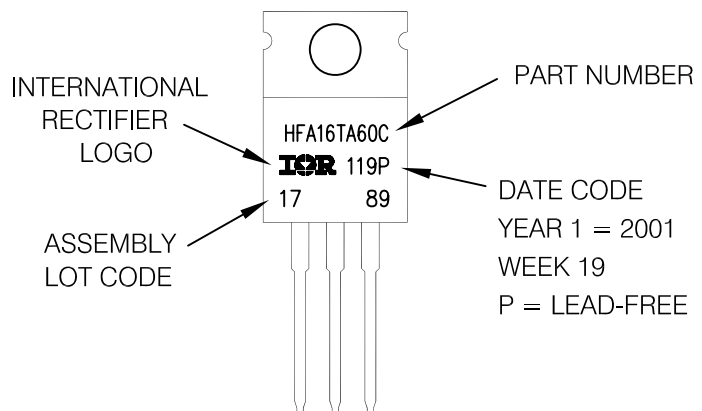 INTERNATIONAL
RECTIFIER
LOGO
ASSEMBLY
LOT CODE
HFA16TA60C
IOR 119P
17 89
PART NUMBER
DATE CODE
YEAR 1 = 2001
WEEK 19
P = LEAD-FREE